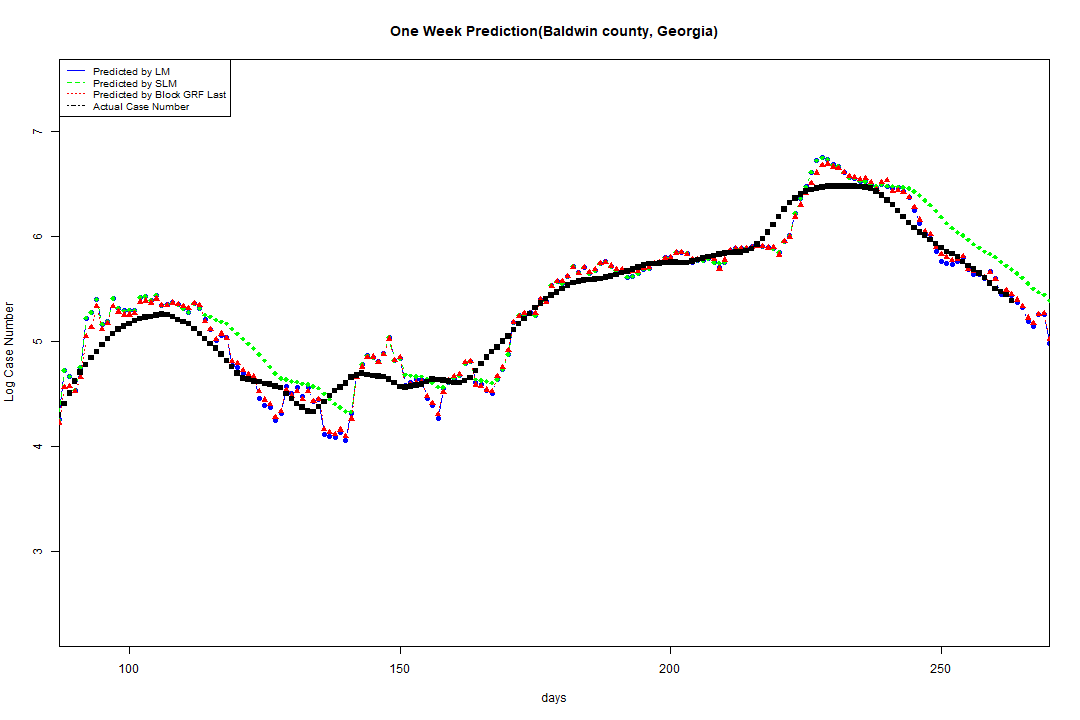 One Week Prediction(Baldwin county, Georgia)
Predicted by LM
Predicted by SLM
Predicted by Block GRF Last
Actual Case Number
7
6
5
4
3
Log Case Number
100
150
200
250
days